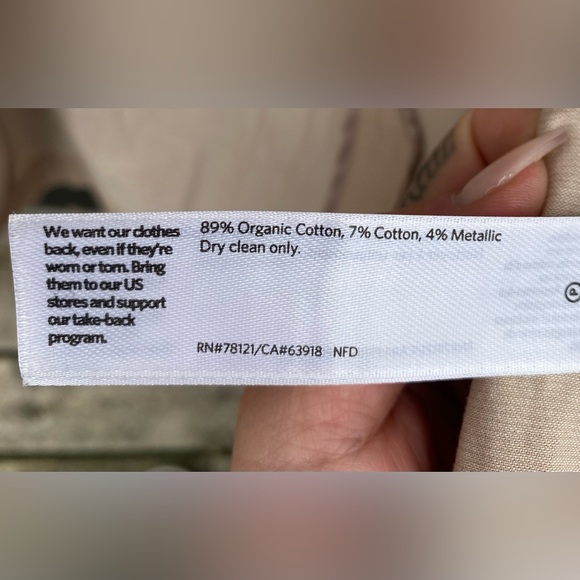 We want our clothes
back, even if they're
worn or torn. Bring
them to our US
stores and support
our take-back
program.
89% Organic Cotton, 7% Cotton, 4% Metallic
Dry clean only.
RN#78121/CA#63918 NFD
P